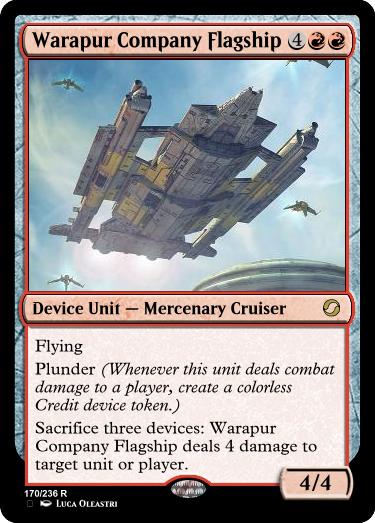 Warapur Company Flagship 4
Device Unit — Mercenary Cruiser
Flying
Plunder (Whenever this unit deals combat
damage to a player, create a colorless
Credit device token.)
Sacrifice three devices: Warapur
Company Flagship deals 4 damage to
target unit or player.
170/236 R
Luca Oleastri
4/4